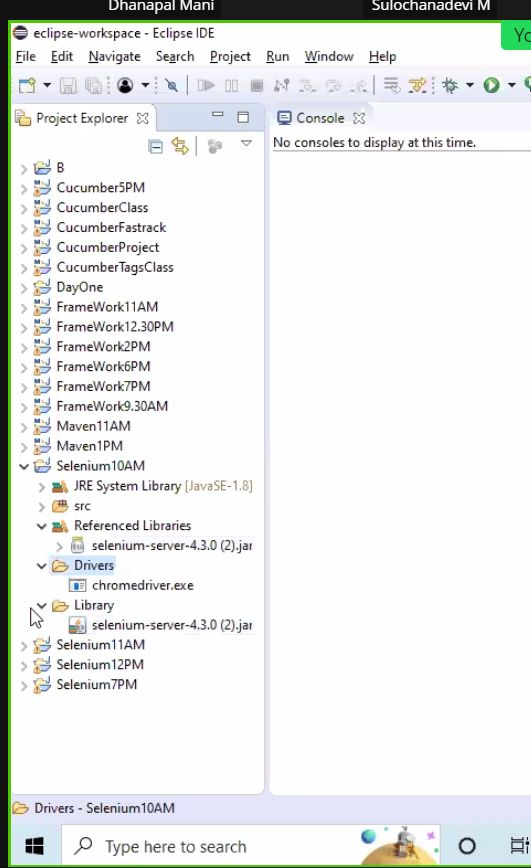 Dhanapal Mani
Sulochanadevi M
eclipse-workspace - Eclipse IDE
File Edit Navigate Search Project Run Window Help
Project Explorer
Console
No consoles to display at this time.
B
Cucumber5PM
CucumberClass
CucumberFastrack
CucumberProject
CucumberTagsClass
DayOne
FrameWork11AM
FrameWork12.30PM
FrameWork2PM
FrameWork6PM
FrameWork7PM
FrameWork9.30AM
Maven11AM
Maven1PM
Selenium10AM
JRE System Library [JavaSE-1.8]
src
Referenced Libraries
selenium-server-4.3.0 (2).jar
Drivers
chromedriver.exe
Library
selenium-server-4.3.0 (2).jar
Selenium11AM
Selenium12PM
Selenium7PM
Drivers - Selenium10AM
Type here to search